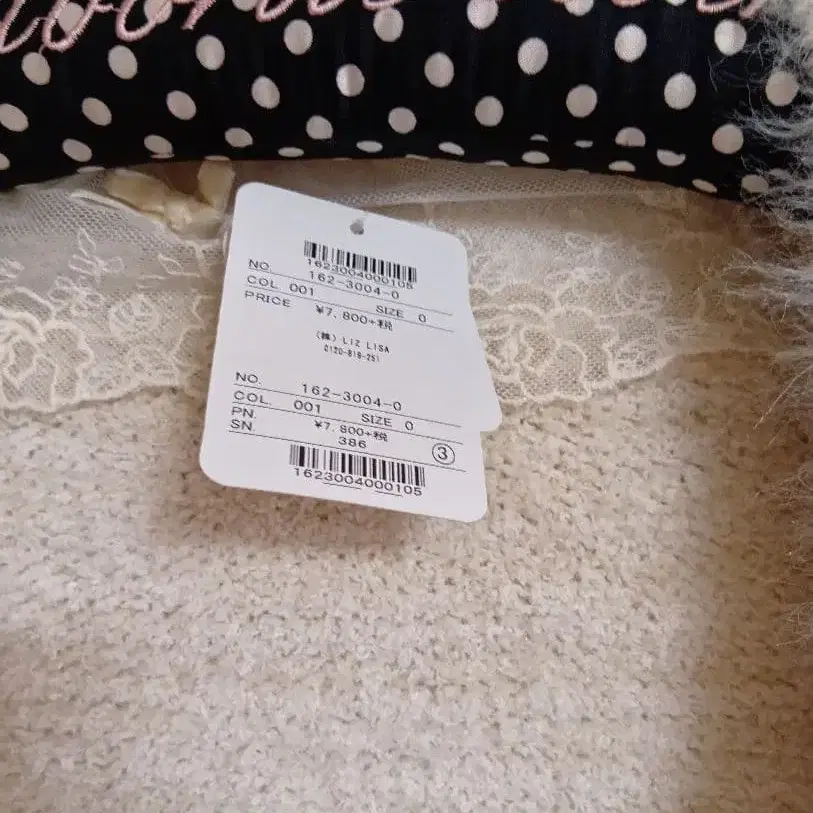 1623004000105
NO. 162-3004-0
COL. 001 SIZE 0
PRICE ¥7,800+税
(株) LIZ LISA
0120-819-251
NO. 162-3004-0
COL. 001 SIZE 0
PN. ¥7,800+税
SN. 386 ③
1623004000105